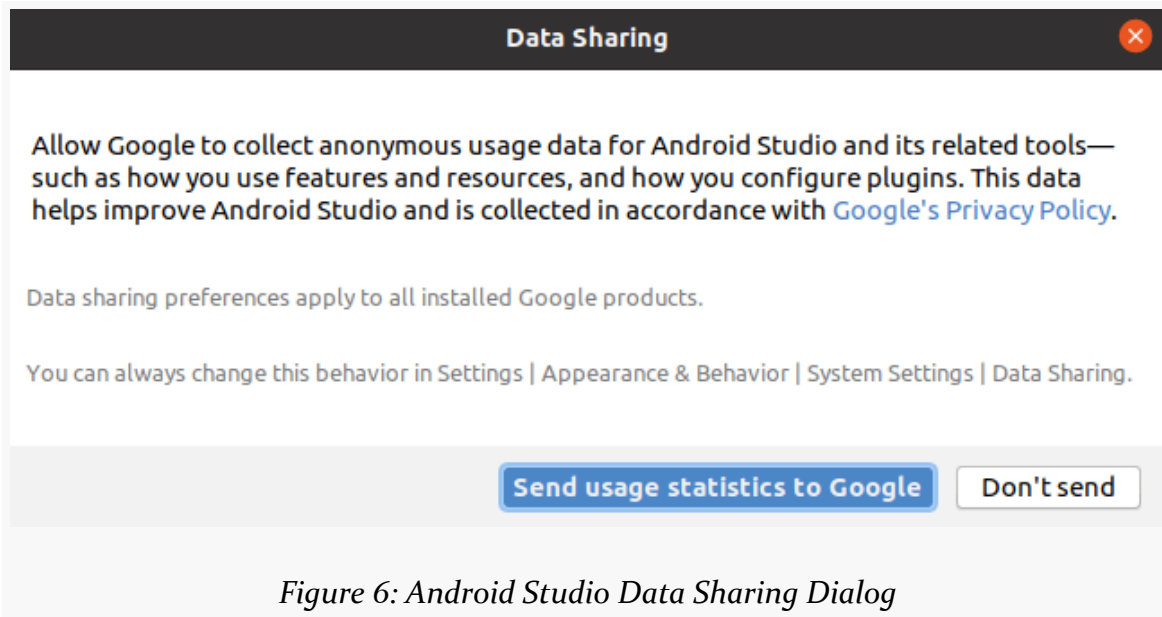 Data Sharing
Allow Google to collect anonymous usage data for Android Studio and its related tools—
such as how you use features and resources, and how you configure plugins. This data
helps improve Android Studio and is collected in accordance with Google's Privacy Policy.
Data sharing preferences apply to all installed Google products.
You can always change this behavior in Settings | Appearance & Behavior | System Settings | Data Sharing.
Send usage statistics to Google Don't send
Figure 6: Android Studio Data Sharing Dialog